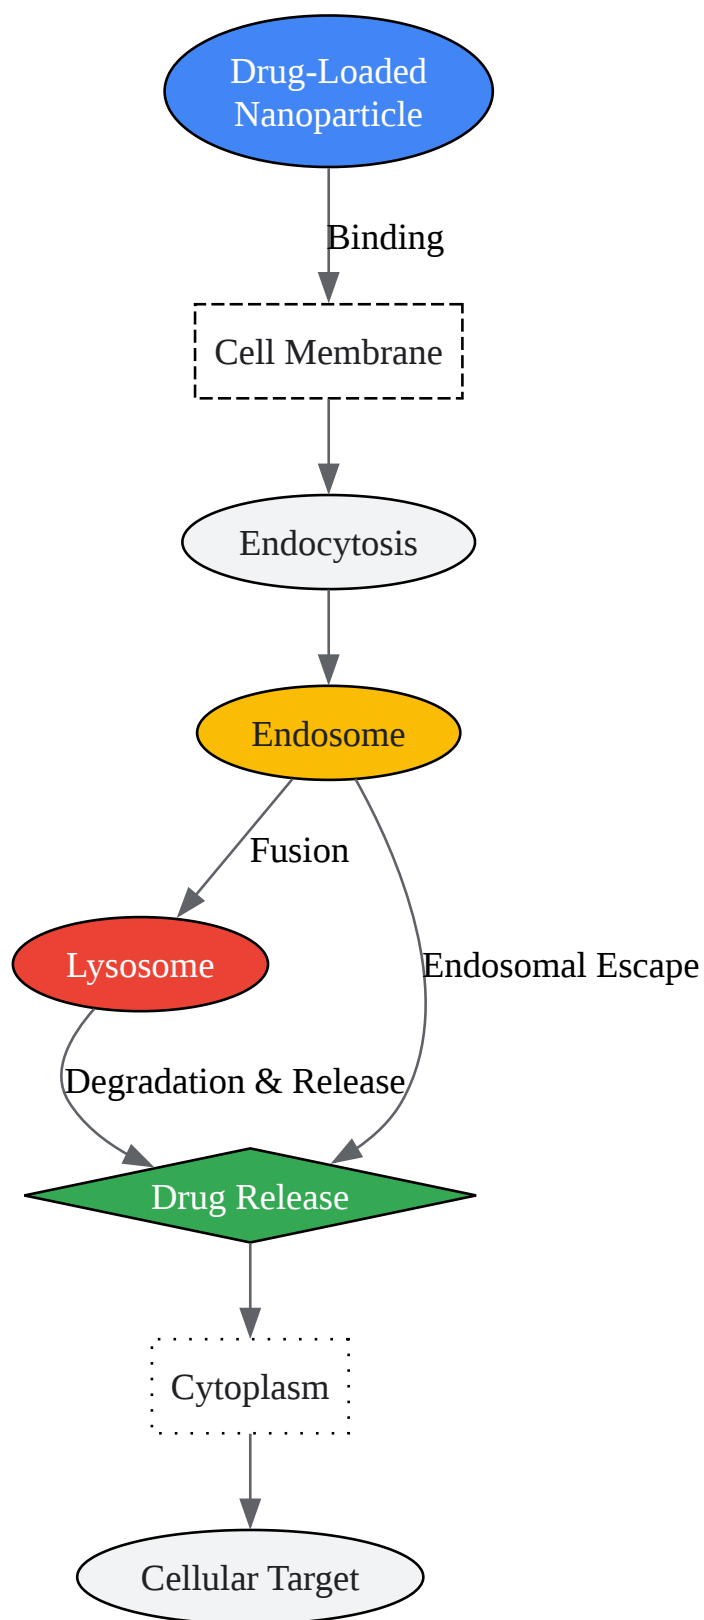 Drug-Loaded
Nanoparticle
Binding
Cell Membrane
Endocytosis
Endosome
Fusion
Lysosome
Endosomal Escape
Degradation & Release
Drug Release
Cytoplasm
Cellular Target